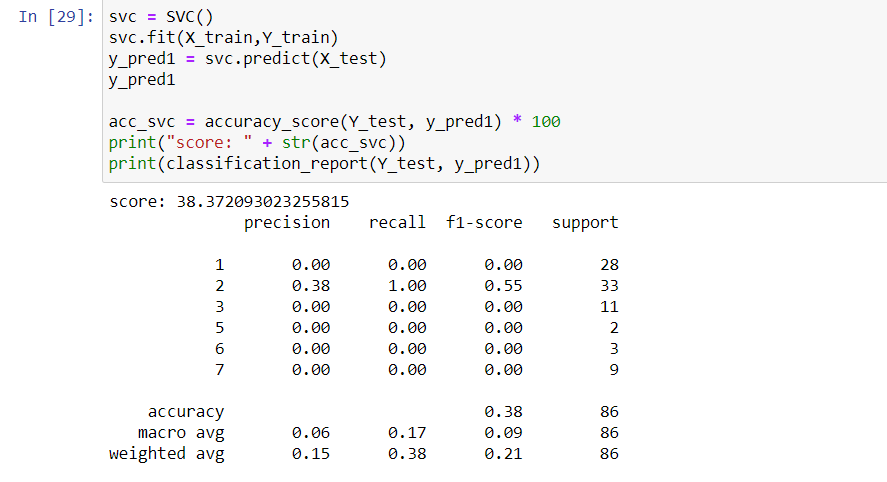 In [29]: svc = SVC()
svc.fit(X_train,Y_train)
y_pred1 = svc.predict(X_test)
y_pred1
acc_svc = accuracy_score(Y_test, y_pred1) * 100
print("score: " + str(acc_svc))
print(classification_report(Y_test, y_pred1))
score: 38.372093023255815
precision recall f1-score support
1 0.00 0.00 0.00 28
2 0.38 1.00 0.55 33
3 0.00 0.00 0.00 11
5 0.00 0.00 0.00 2
6 0.00 0.00 0.00 3
7 0.00 0.00 0.00 9
accuracy 0.38 86
macro avg 0.06 0.17 0.09 86
weighted avg 0.15 0.38 0.21 86